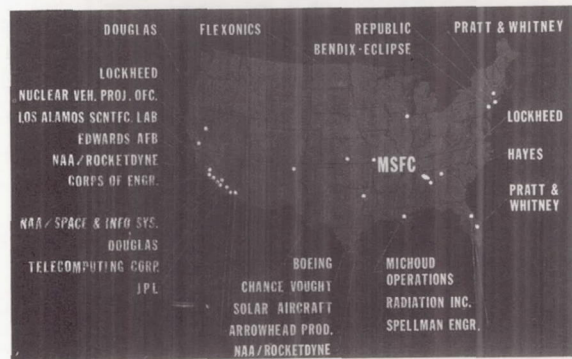 DOUGLAS
FLEXONICS
REPUBLIC
BENDIX-ECLIPSE
PRATT & WHITNEY
LOCKHEED
NUCLEAR VEH. PROJ. OFC.
LOS ALAMOS SCNTFC. LAB
EDWARDS AFB
NAA/ROCKETDYNE
CORPS OF ENGR.
NAA/SPACE & INFO SYS.
DOUGLAS
TELECOMPUTING CORP.
JPL
MSFC
LOCKHEED
HAYES
PRATT &
WHITNEY
BOEING
CHANCE VOUGHT
SOLAR AIRCRAFT
ARROWHEAD PROD.
NAA/ROCKETDYNE
MICHOUD
OPERATIONS
RADIATION INC.
SPELLMAN ENGR.